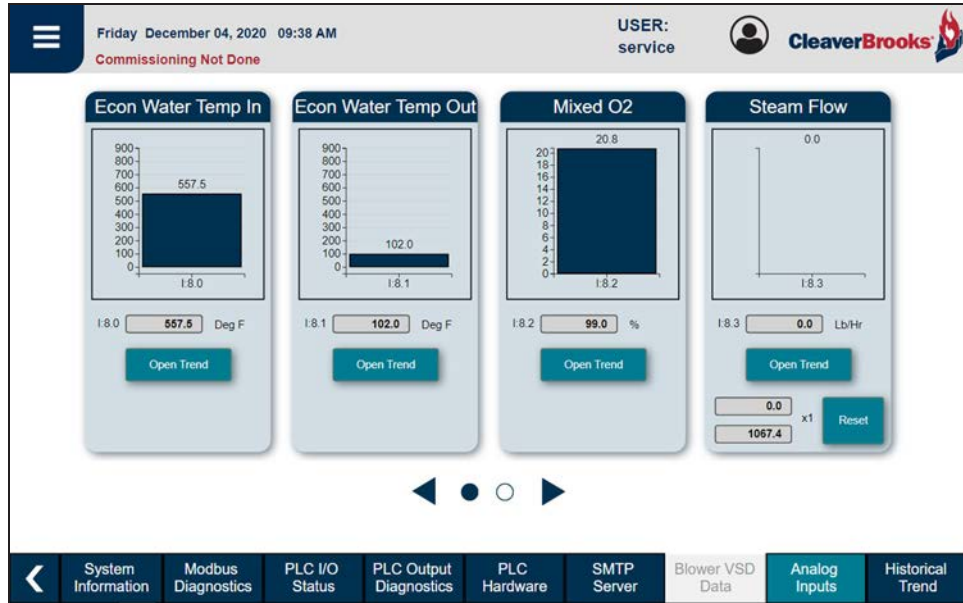 Friday December 04, 2020 09:38 AM
Commissioning Not Done
USER:
service
CleaverBrooks
Econ Water Temp In
900
800
700
600
500
400
300
200
100
0
557.5
I:8.0
I:8.0 557.5 Deg F
Open Trend
Econ Water Temp Out
900
800
700
600
500
400
300
200
100
0
102.0
I:8.1
I:8.1 102.0 Deg F
Open Trend
Mixed O2
20.8
20
18
16
14
12
10
8
6
4
2
0
I:8.2
I:8.2 99.0 %
Open Trend
Steam Flow
0.0
I:8.3
I:8.3 0.0 Lb/Hr
Open Trend
0.0
x1
1067.4
Reset
System
Information
Modbus
Diagnostics
PLC I/O
Status
PLC Output
Diagnostics
PLC
Hardware
SMTP
Server
Blower VSD
Data
Analog
Inputs
Historical
Trend